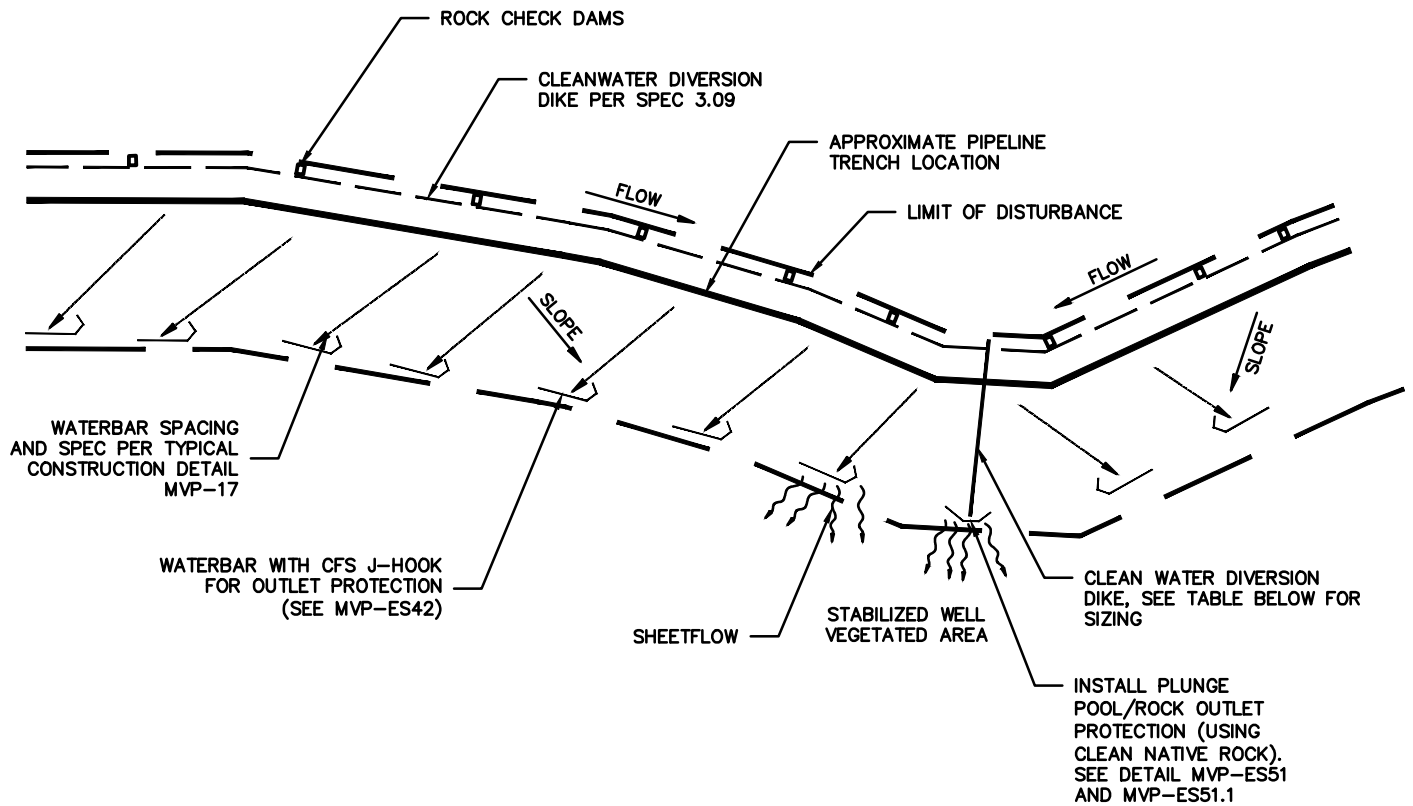 ROCK CHECK DAMS
CLEANWATER DIVERSION
DIKE PER SPEC 3.09
APPROXIMATE PIPELINE
TRENCH LOCATION
FLOW
LIMIT OF DISTURBANCE
FLOW
SLOPE
SLOPE
WATERBAR SPACING
AND SPEC PER TYPICAL
CONSTRUCTION DETAIL
MVP-17
WATERBAR WITH CFS J-HOOK
FOR OUTLET PROTECTION
(SEE MVP-ES42)
SHEETFLOW
STABILIZED WELL
VEGETATED AREA
CLEAN WATER DIVERSION
DIKE, SEE TABLE BELOW FOR
SIZING
INSTALL PLUNGE
POOL/ROCK OUTLET
PROTECTION (USING
CLEAN NATIVE ROCK).
SEE DETAIL MVP-ES51
AND MVP-ES51.1